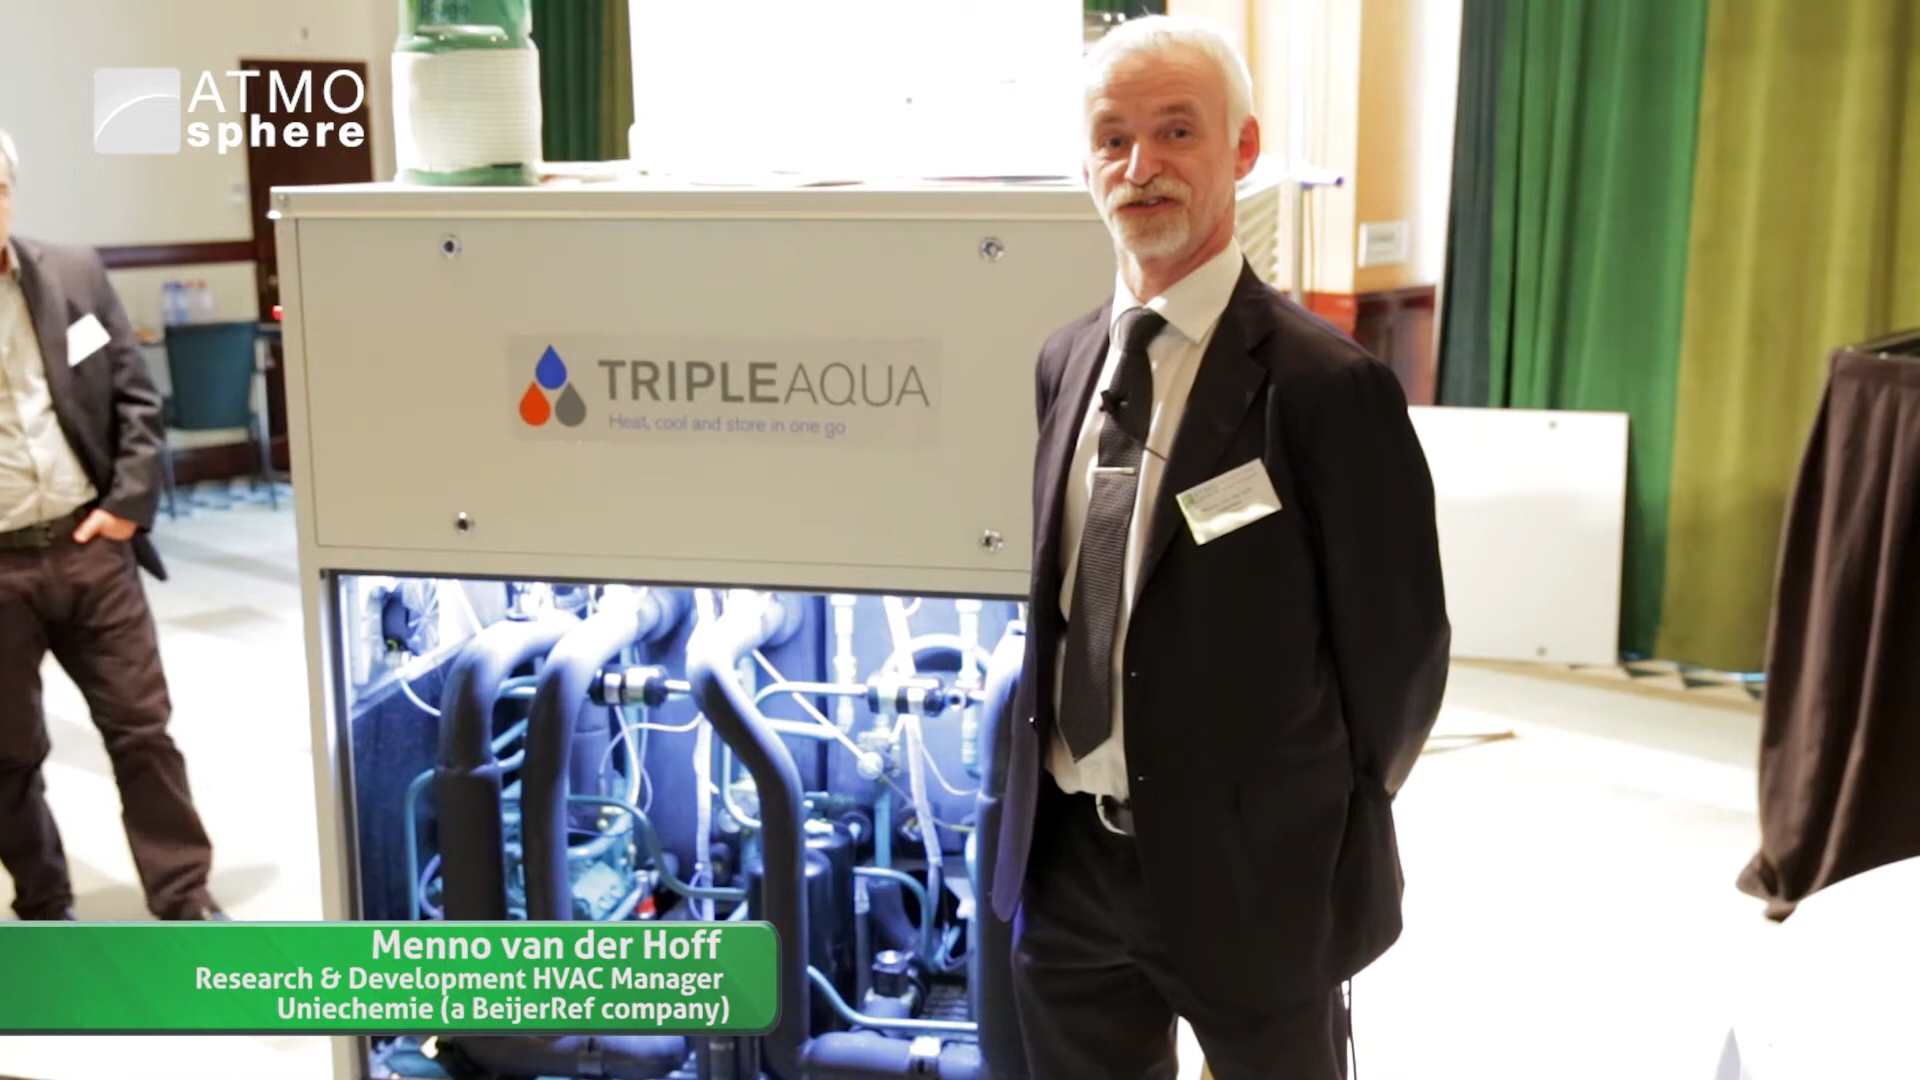 ATMO
sphere
TRIPLEAQUA
Heat, cool and store in one go
ATMO
Menno van der Hoff
Research & Development HVAC Manager
Uniechemie (a BeijerRef company)